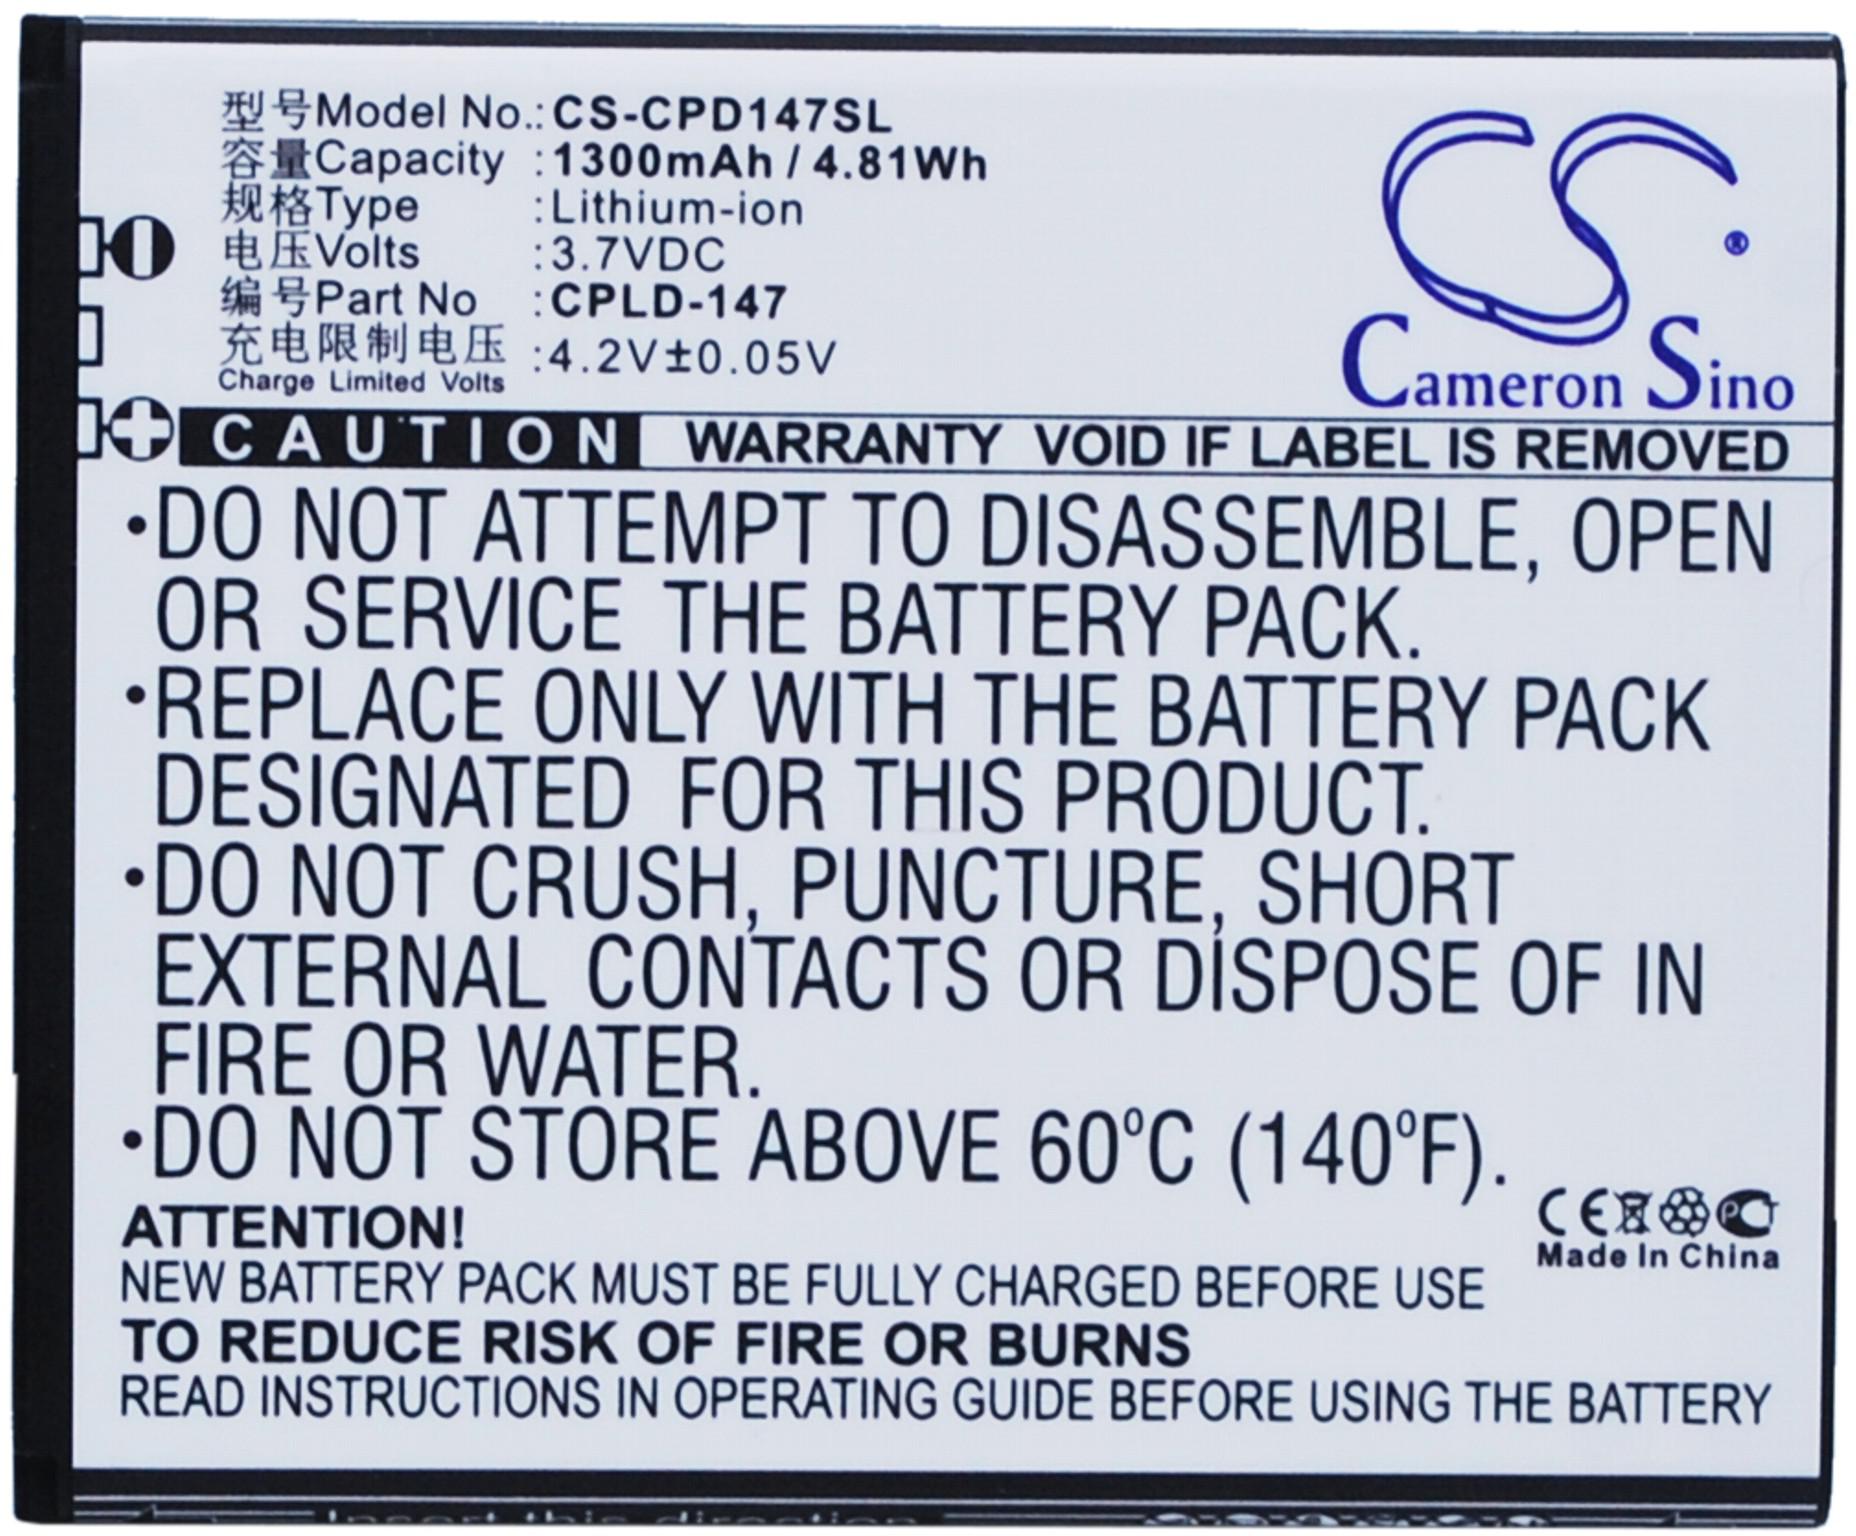 型号Model No.:CS-CPD147SL
容量Capacity :1300mAh / 4.81Wh
规格Type :Lithium-ion
电压Volts :3.7VDC
编号Part No :CPLD-147
充电限制电压 :4.2V±0.05V
Charge Limited Volts
CS®
Cameron Sino
CAUTION WARRANTY VOID IF LABEL IS REMOVED
•DO NOT ATTEMPT TO DISASSEMBLE, OPEN
OR SERVICE THE BATTERY PACK.
•REPLACE ONLY WITH THE BATTERY PACK
DESIGNATED FOR THIS PRODUCT.
•DO NOT CRUSH, PUNCTURE, SHORT
EXTERNAL CONTACTS OR DISPOSE OF IN
FIRE OR WATER.
•DO NOT STORE ABOVE 60°C (140°F).
ATTENTION!
CE PCT
Made In China
NEW BATTERY PACK MUST BE FULLY CHARGED BEFORE USE
TO REDUCE RISK OF FIRE OR BURNS
READ INSTRUCTIONS IN OPERATING GUIDE BEFORE USING THE BATTERY
Insert this direction